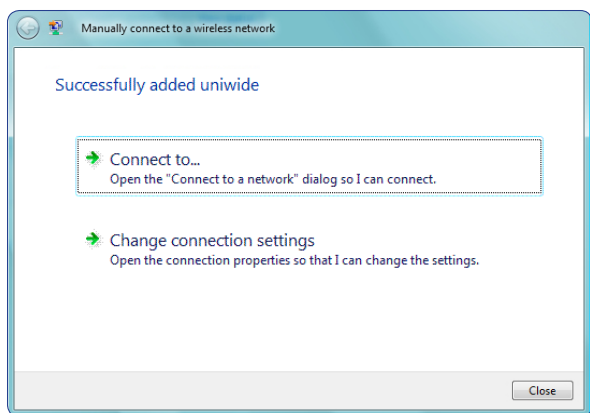 Manually connect to a wireless network
Successfully added uniwide
Connect to...
Open the "Connect to a network" dialog so I can connect.
Change connection settings
Open the connection properties so that I can change the settings.
Close